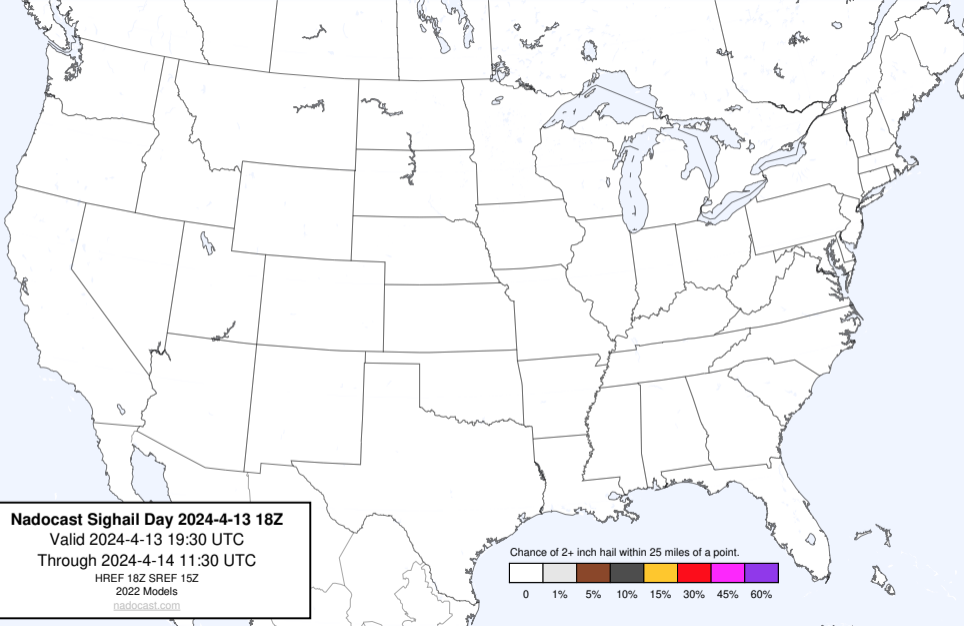 Nadocast Sighail Day 2024-4-13 18Z
Valid 2024-4-13 19:30 UTC
Through 2024-4-14 11:30 UTC
HREF 18Z SREF 15Z
2022 Models
nadocast.com
Chance of 2+ inch hail within 25 miles of a point.
0 1% 5% 10% 15% 30% 45% 60%